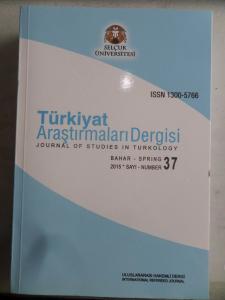 SELÇUK
ÜNİVERSİTESİ
ISSN 1300-5766
Türkiyat
Araştırmaları Dergisi
JOURNAL OF STUDIES IN TURKOLOGY
BAHAR - SPRING
2015 * SAYI - NUMBER 37
ULUSLARARASI HAKEMLİ DERGİ
INTERNATIONAL REFEREED JOURNAL